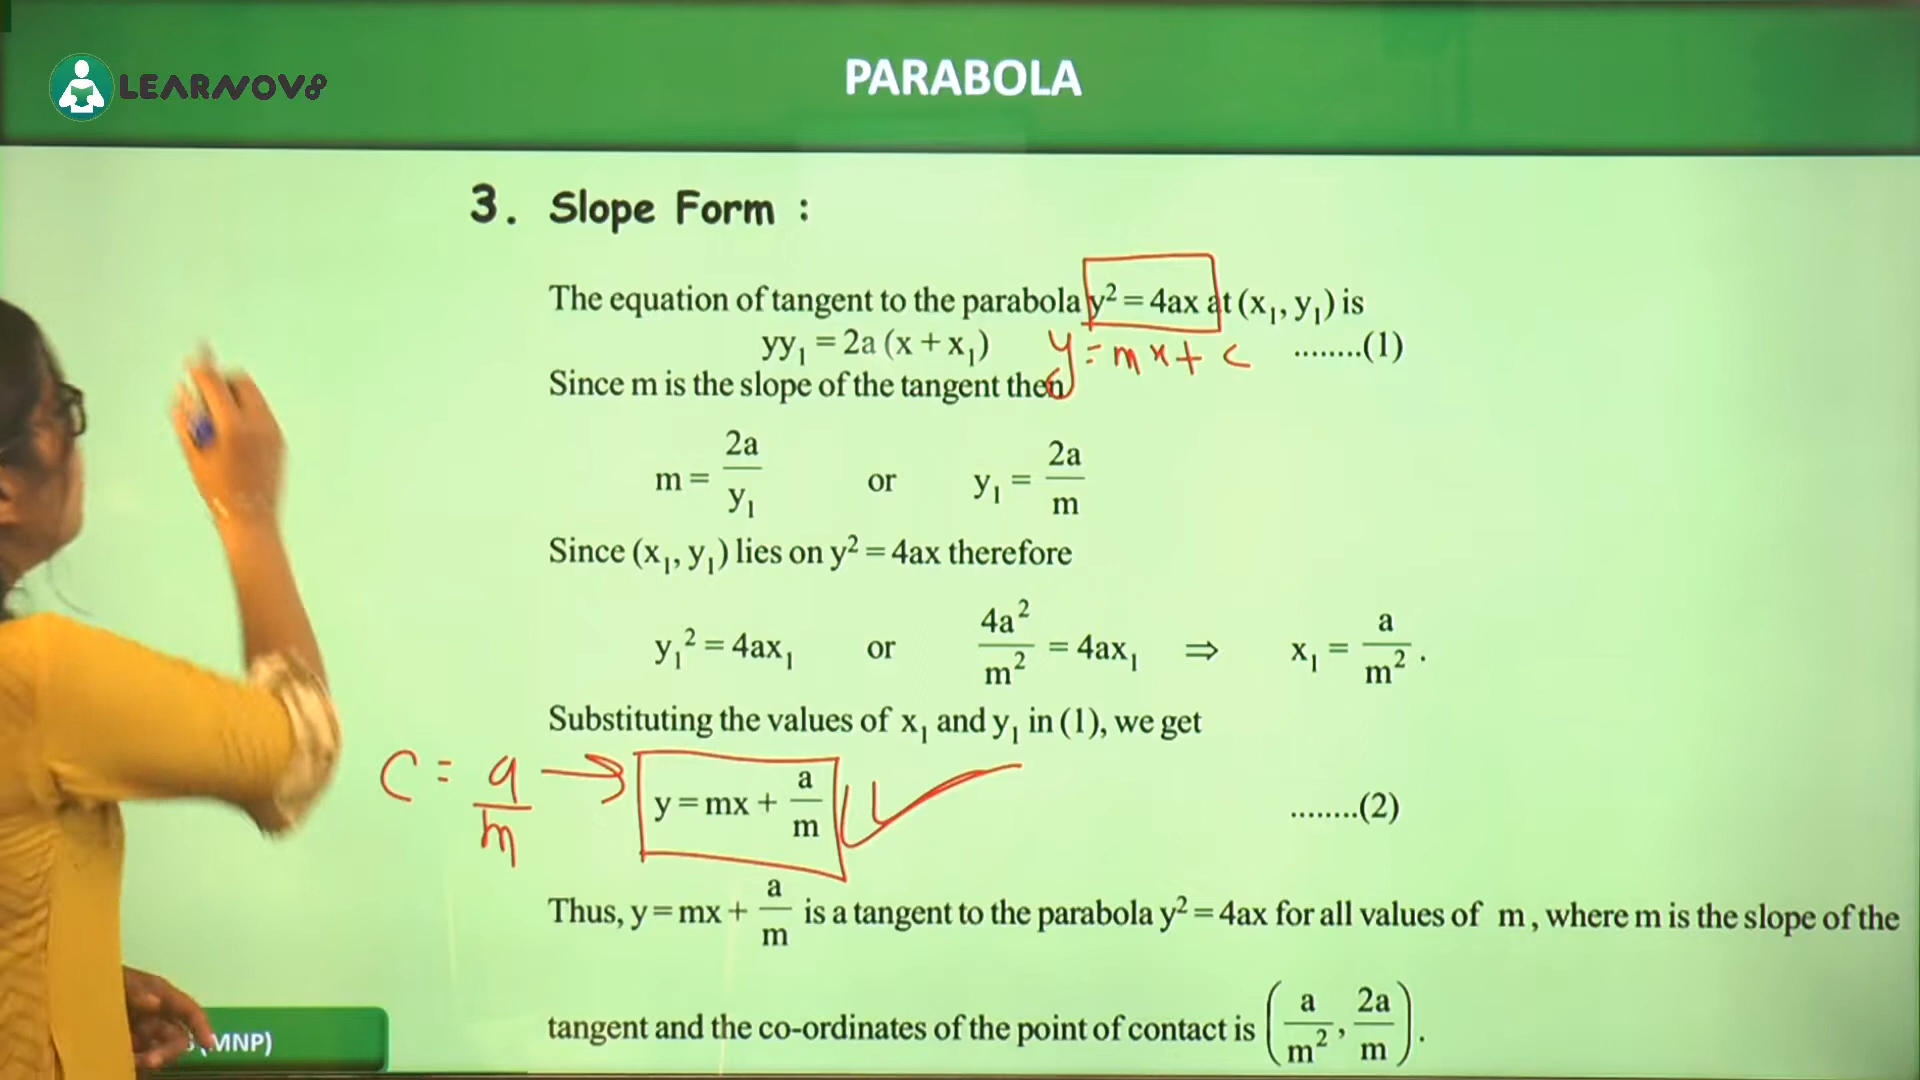 LEARNOV8
PARABOLA
3. Slope Form :
The equation of tangent to the parabola y² = 4ax at (x₁, y₁) is
yy₁ = 2a (x + x₁) ........(1)
y = mx + c
Since m is the slope of the tangent then
m = 2a/y₁ or y₁ = 2a/m
Since (x₁, y₁) lies on y² = 4ax therefore
y₁² = 4ax₁ or 4a²/m² = 4ax₁ ⇒ x₁ = a/m² .
Substituting the values of x₁ and y₁ in (1), we get
c = a/m → y = mx + a/m ........(2)
Thus, y = mx + a/m is a tangent to the parabola y² = 4ax for all values of m , where m is the slope of the
tangent and the co-ordinates of the point of contact is (a/m², 2a/m) .
(MNP)